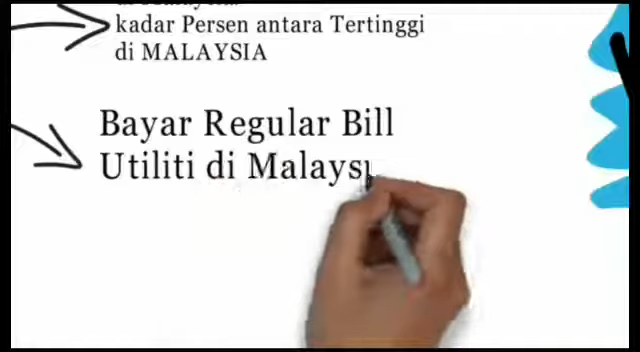 kadar Persen antara Tertinggi
di MALAYSIA
Bayar Regular Bill
Utiliti di Malays